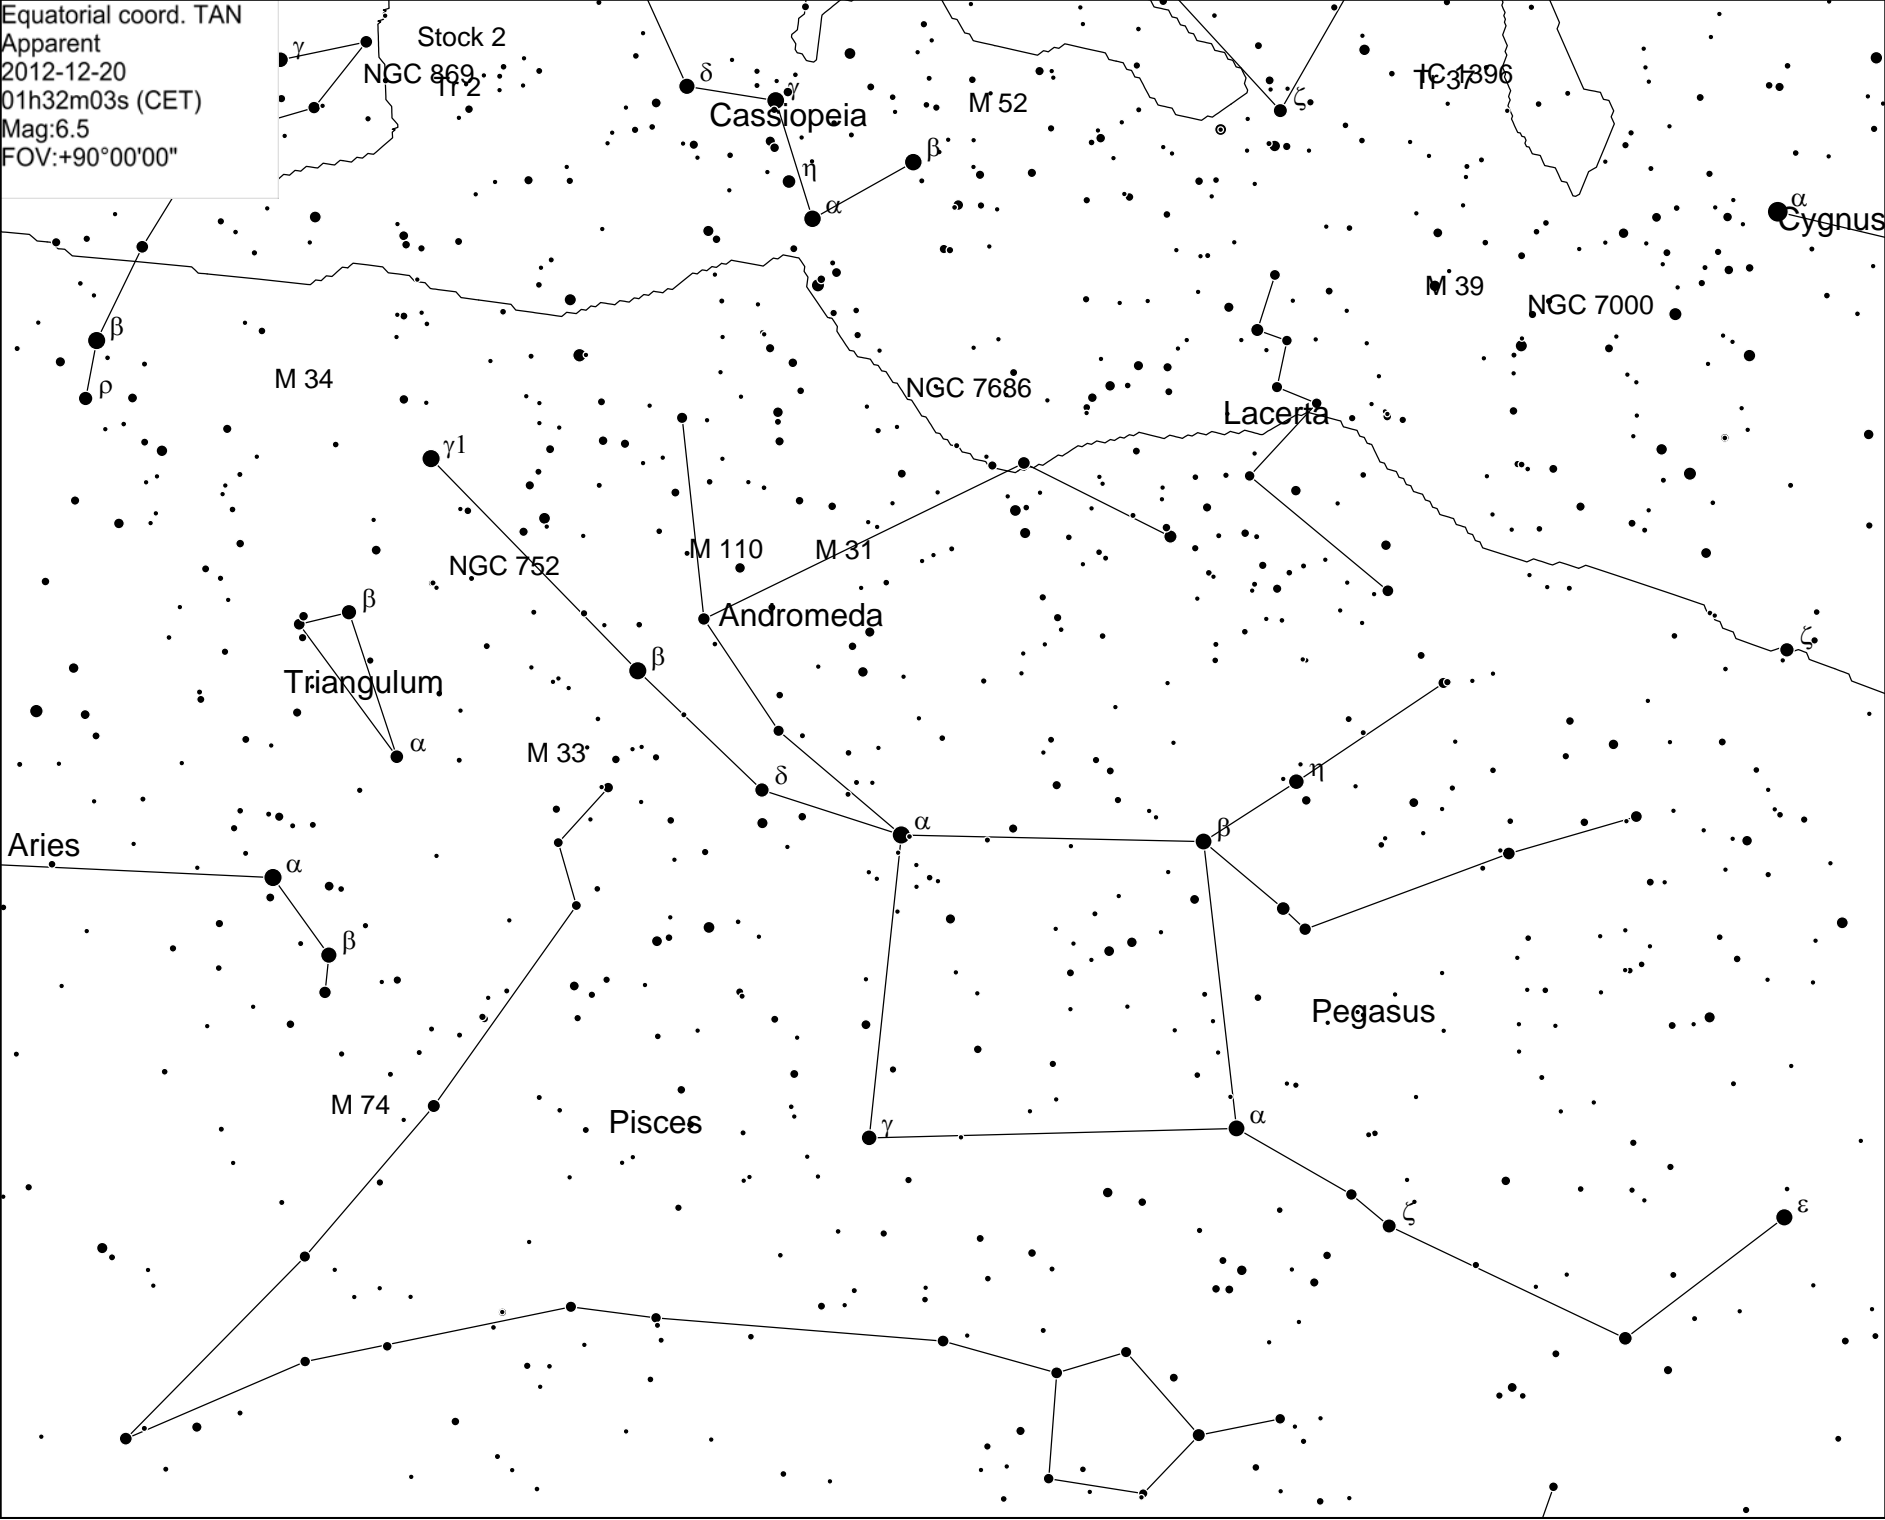 Equatorial coord. TAN
Apparent
2012-12-20
01h32m03s (CET)
Mag:6.5
FOV:+90°00'00"
γ
Stock 2
NGC 869
Tr 2
δ
γ
Cassiopeia
M 52
ζ
IC 1396
Tr 37
β
η
α
α
Cygnus
M 39
NGC 7000
β
ρ
M 34
NGC 7686
Lacerta
γ1
M 110
M 31
NGC 752
β
Andromeda
ζ
β
Triangulum
α
M 33
δ
η
α
β
Aries
α
β
Pegasus
M 74
Pisces
γ
α
ζ
ε